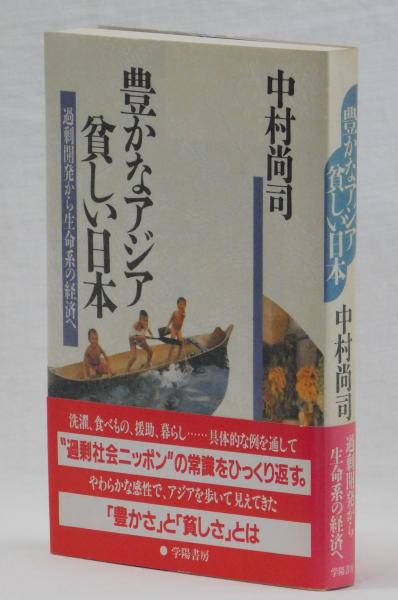 豊かなアジア
貧しい日本
過剰開発から生命系の経済へ
中村尚司
洗濯、食べもの、援助、暮らし……具体的な例を通して
"過剰社会ニッポン"の常識をひっくり返す。
やわらかな感性で、アジアを歩いて見えてきた
「豊かさ」と「貧しさ」とは
●学陽書房
豊かなアジア
貧しい日本
中村尚司
過剰開発から
生命系の経済へ
学陽書房